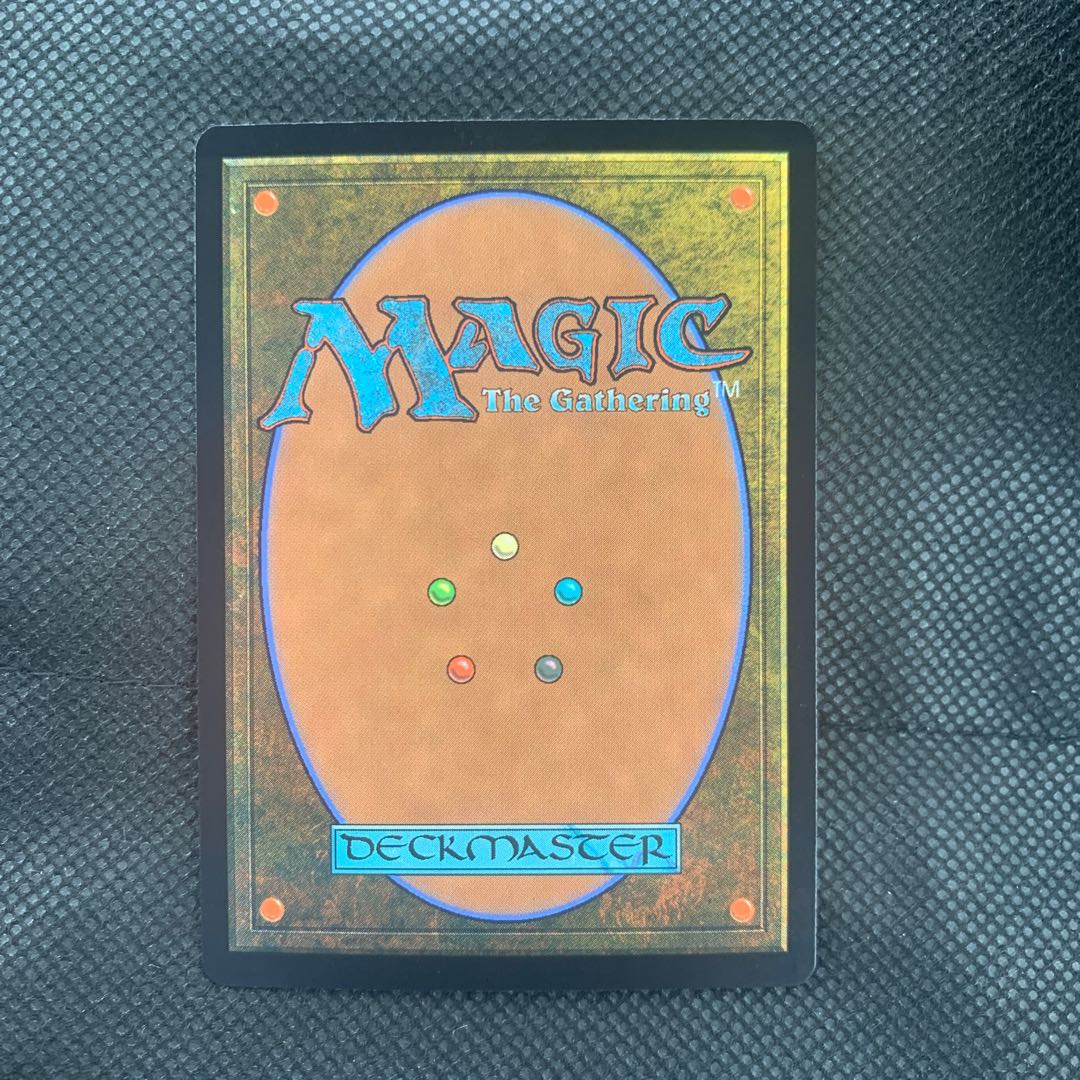 MAGIC
The Gathering™
DECKMASTER